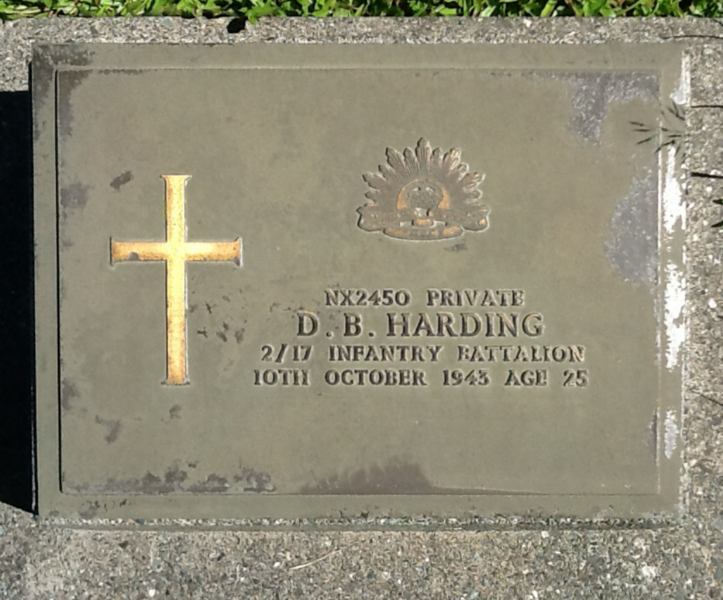 NX2450 PRIVATE
D. B. HARDING
2/17 INFANTRY BATTALION
10TH OCTOBER 1943 AGE 25